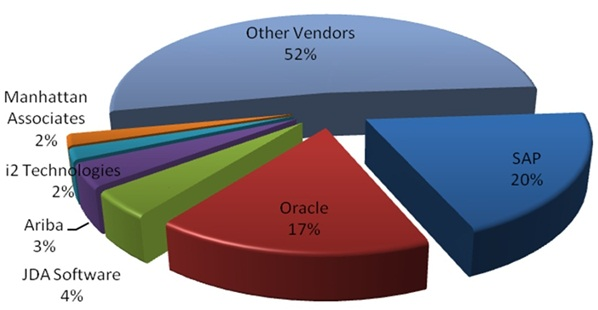 Other Vendors
52%
SAP
20%
Oracle
17%
JDA Software
4%
Ariba
3%
i2 Technologies
2%
Manhattan
Associates
2%